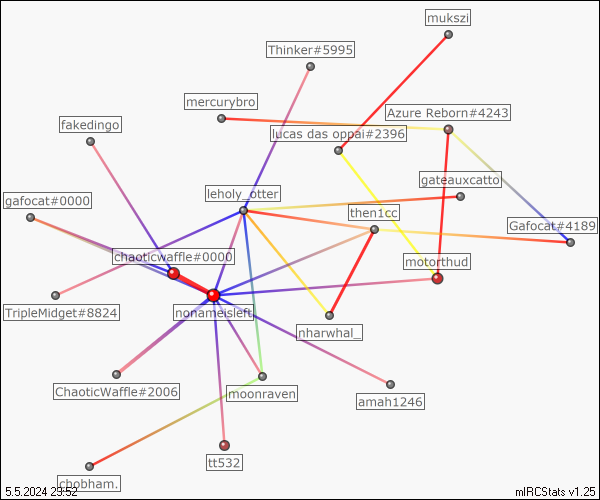 mukszi
Thinker#5995
mercurybro
Azure Reborn#4243
fakedingo
lucas das oppai#2396
gateauxcatto
leholy_otter
gafocat#0000
then1cc
Gafocat#4189
chaoticwaffle#0000
motorthud
TripleMidget#8824
nonameisleft
nharwhal_
ChaoticWaffle#2006
moonraven
amah1246
tt532
chobham.
5.5.2024 23:52
mIRCStats v1.25